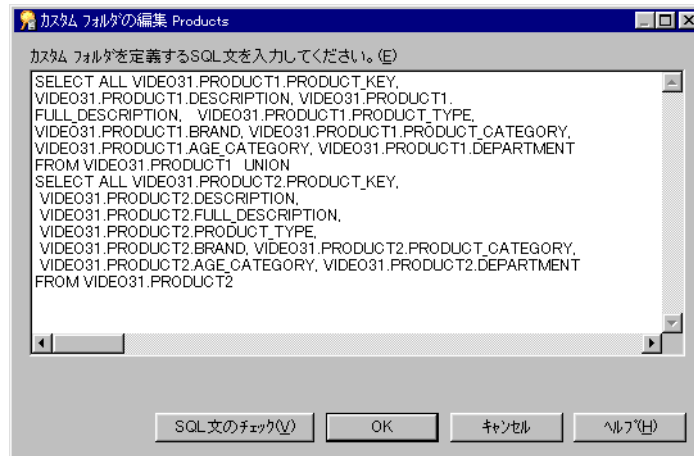 ｶｽﾀﾑ ﾌｫﾙﾀﾞの編集 Products
ｶｽﾀﾑ ﾌｫﾙﾀﾞを定義するSQL文を入力してください。(E)
SELECT ALL VIDEO31.PRODUCT1.PRODUCT_KEY,
VIDEO31.PRODUCT1.DESCRIPTION, VIDEO31.PRODUCT1.
FULL_DESCRIPTION,   VIDEO31.PRODUCT1.PRODUCT_TYPE,
VIDEO31.PRODUCT1.BRAND, VIDEO31.PRODUCT1.PRODUCT_CATEGORY,
VIDEO31.PRODUCT1.AGE_CATEGORY, VIDEO31.PRODUCT1.DEPARTMENT
FROM VIDEO31.PRODUCT1  UNION
SELECT ALL VIDEO31.PRODUCT2.PRODUCT_KEY,
VIDEO31.PRODUCT2.DESCRIPTION,
VIDEO31.PRODUCT2.FULL_DESCRIPTION,
VIDEO31.PRODUCT2.PRODUCT_TYPE,
VIDEO31.PRODUCT2.BRAND, VIDEO31.PRODUCT2.PRODUCT_CATEGORY,
VIDEO31.PRODUCT2.AGE_CATEGORY, VIDEO31.PRODUCT2.DEPARTMENT
FROM VIDEO31.PRODUCT2
SQL文のﾁｪｯｸ(V) OK ｷｬﾝｾﾙ ﾍﾙﾌﾟ(H)